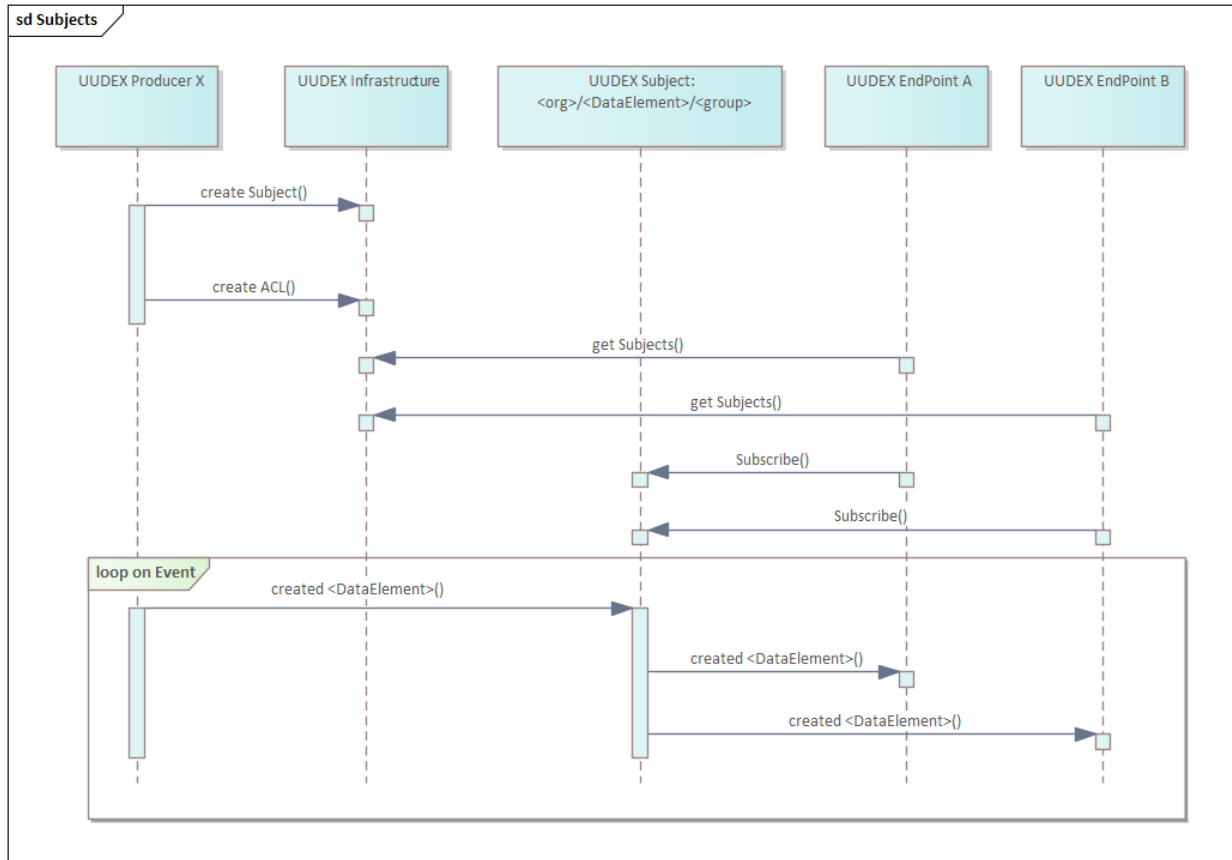 sd Subjects
UUDEX Producer X
UUDEX Infrastructure
UUDEX Subject:
<org>/<DataElement>/<group>
UUDEX EndPoint A
UUDEX EndPoint B
create Subject()
create ACL()
get Subjects()
get Subjects()
Subscribe()
Subscribe()
loop on Event
created <DataElement>()
created <DataElement>()
created <DataElement>()